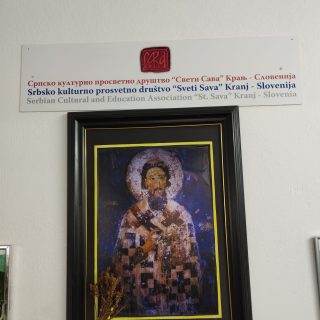 Српско културно просветно друштво "Свети Сава" Крањ - Словенија
Srbsko kulturno prosvetno društvo "Sveti Sava" Kranj - Slovenija
Serbian Cultural and Education Association "St. Sava" Kranj - Slovenia